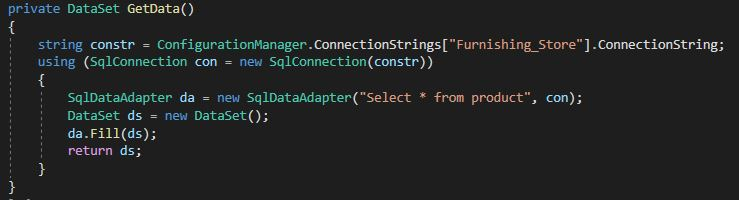 private DataSet GetData()
{
string constr = ConfigurationManager.ConnectionStrings["Furnishing_Store"].ConnectionString;
using (SqlConnection con = new SqlConnection(constr))
{
SqlDataAdapter da = new SqlDataAdapter("Select * from product", con);
DataSet ds = new DataSet();
da.Fill(ds);
return ds;
}
}